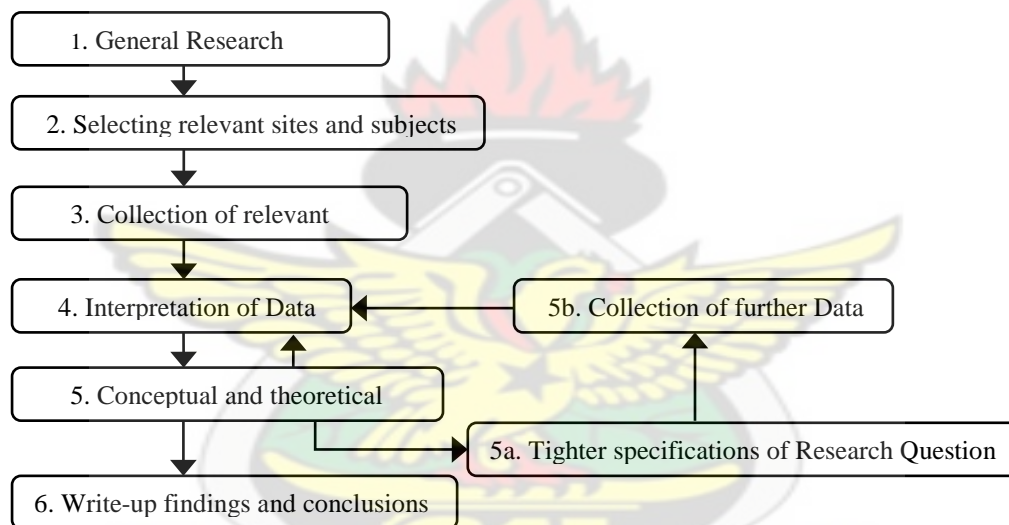 1. General Research
2. Selecting relevant sites and subjects
3. Collection of relevant
4. Interpretation of Data
5b. Collection of further Data
5. Conceptual and theoretical
5a. Tighter specifications of Research Question
6. Write-up findings and conclusions